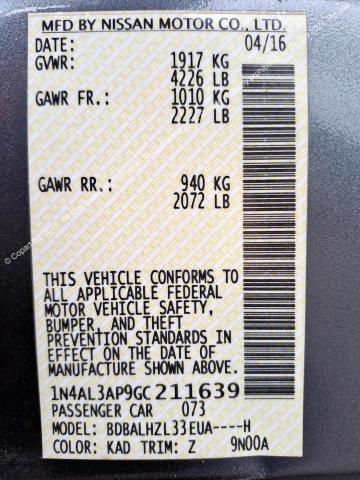 MFD BY NISSAN MOTOR CO., LTD.
DATE: 04/16
GVWR: 1917 KG
4226 LB
GAWR FR.: 1010 KG
2227 LB
GAWR RR.: 940 KG
2072 LB
THIS VEHICLE CONFORMS TO
ALL APPLICABLE FEDERAL
MOTOR VEHICLE SAFETY,
BUMPER, AND THEFT
PREVENTION STANDARDS IN
EFFECT ON THE DATE OF
MANUFACTURE SHOWN ABOVE.
1N4AL3AP9GC211639
PASSENGER CAR 073
MODEL: BDBALHZL33EUA----H
COLOR: KAD TRIM: Z 9N00A